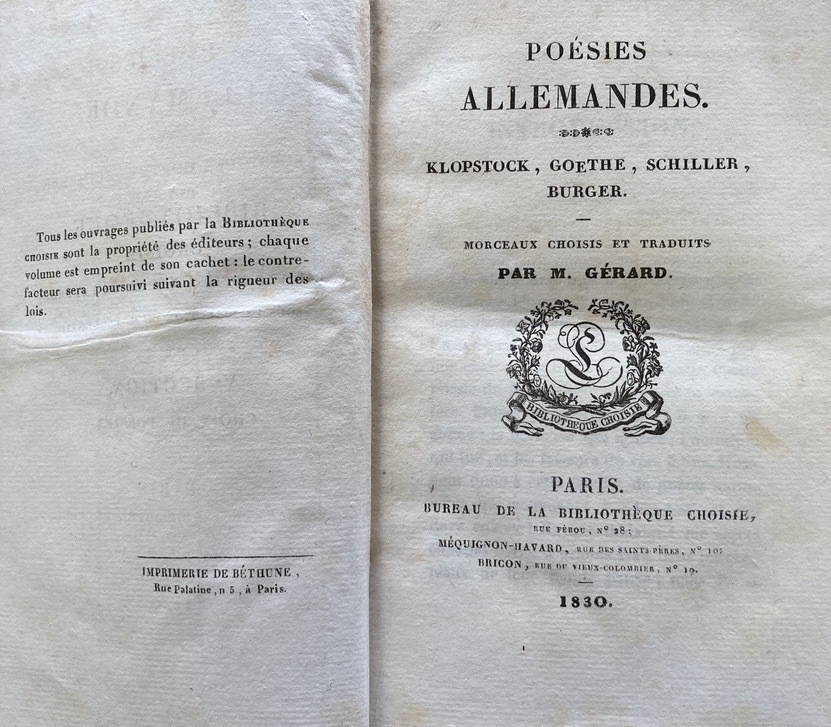 Tous les ouvrages publiés par la BIBLIOTHÈQUE
CHOISIE sont la propriété des éditeurs ; chaque
volume est empreint de son cachet : le contre-
facteur sera poursuivi suivant la rigueur des
lois.
IMPRIMERIE DE BÉTHUNE ,
Rue Palatine , n 5 , à Paris.
POÉSIES
ALLEMANDES.
KLOPSTOCK , GOETHE , SCHILLER ,
BURGER.
MORCEAUX CHOISIS ET TRADUITS
PAR M. GÉRARD.
BIBLIOTHÈQUE CHOISIE
PARIS.
BUREAU DE LA BIBLIOTHÈQUE CHOISIE,
RUE FÉROU, Nº 28 ;
MÉQUIGNON-HAVARD, RUE DES SAINTS-PÈRES, Nº 10;
BRICON, RUE DU VIEUX-COLOMBIER, Nº 19.
1830.